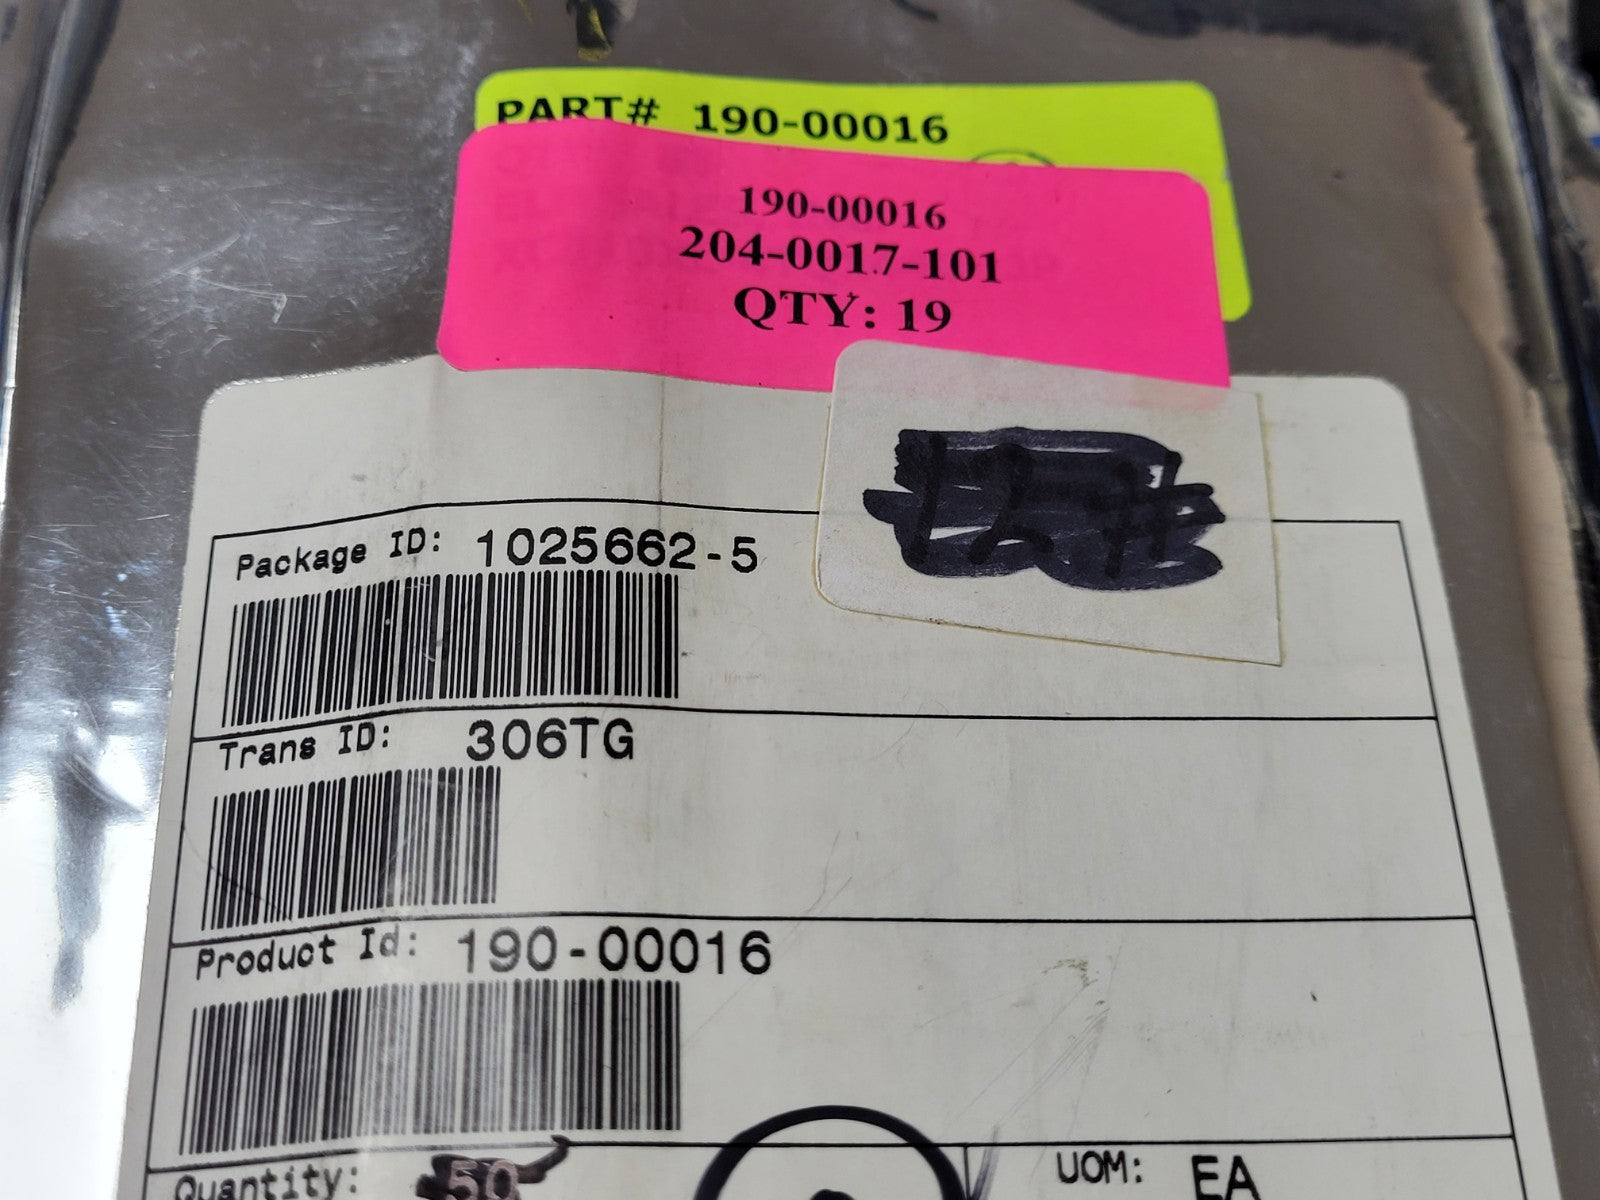 PART# 190-00016
190-00016
204-0017-101
QTY: 19
Package ID: 1025662-5
Trans ID: 306TG
Product Id: 190-00016
Quantity: 50
UOM: EA